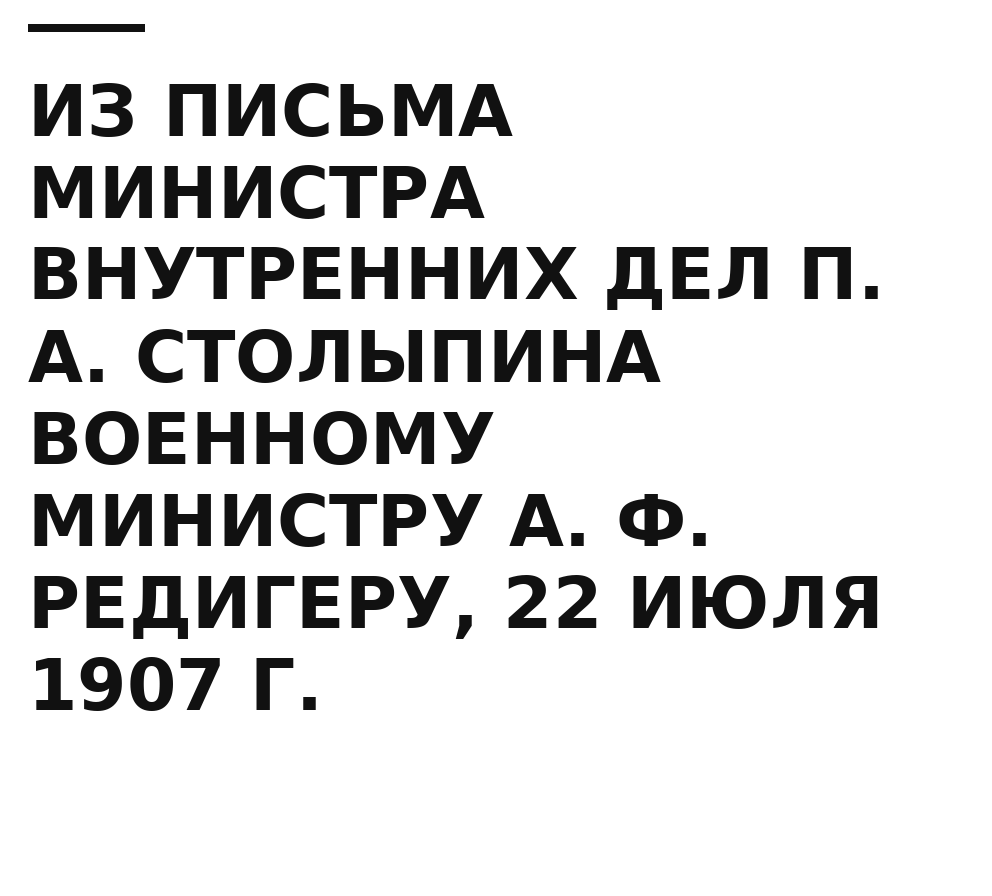 ИЗ ПИСЬМА
МИНИСТРА
ВНУТРЕННИХ ДЕЛ П.
А. СТОЛЫПИНА
ВОЕННОМУ
МИНИСТРУ А. Ф.
РЕДИГЕРУ, 22 ИЮЛЯ
1907 Г.